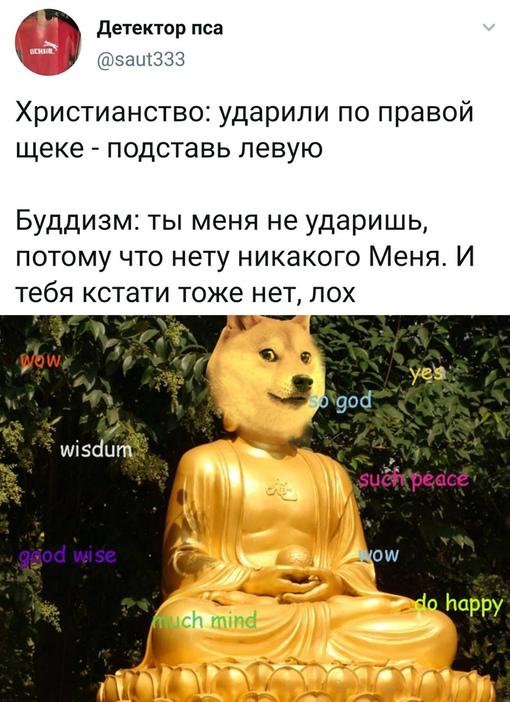 Детектор пса
@saut333
Христианство: ударили по правой
щеке - подставь левую
Буддизм: ты меня не ударишь,
потому что нету никакого Меня. И
тебя кстати тоже нет, лох
wow
yes
so god
wisdum
such peace
good wise
wow
do happy
much mind